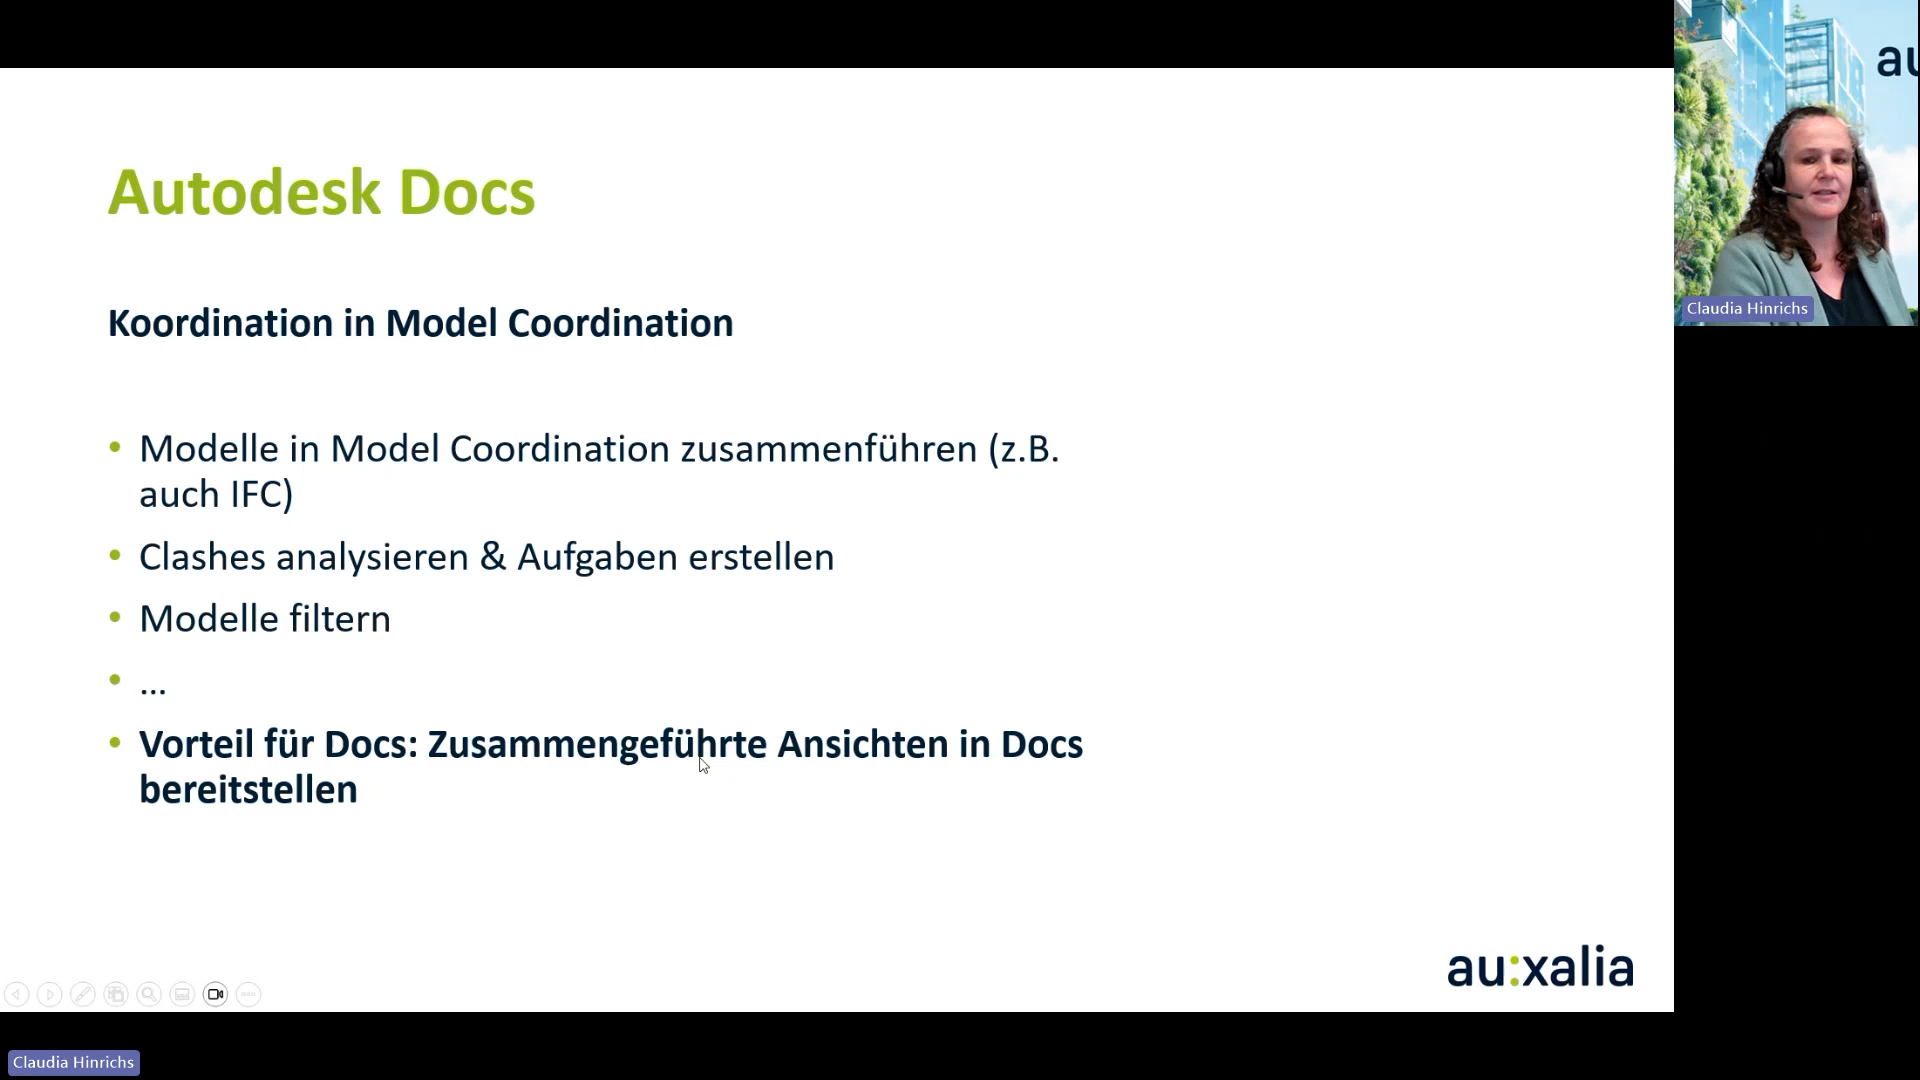 au
Claudia Hinrichs
Autodesk Docs
Koordination in Model Coordination
• Modelle in Model Coordination zusammenführen (z.B.
auch IFC)
• Clashes analysieren & Aufgaben erstellen
• Modelle filtern
• ...
• Vorteil für Docs: Zusammengeführte Ansichten in Docs
bereitstellen
au:xalia
Claudia Hinrichs